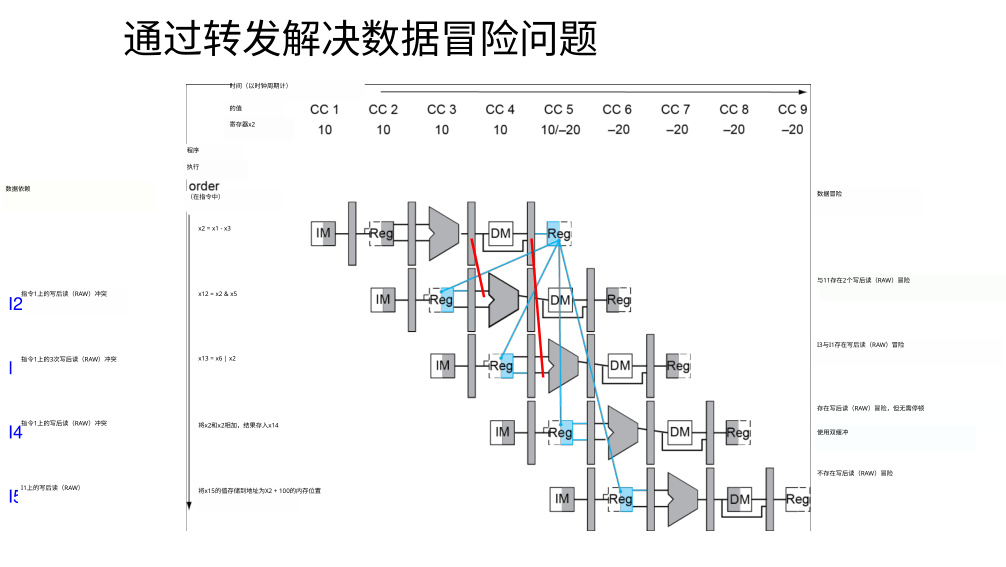 通过转发解决数据冒险问题
时间（以时钟周期计）
的值
寄存器x2
CC 1 CC 2 CC 3 CC 4 CC 5 CC 6 CC 7 CC 8 CC 9
10 10 10 10 10/–20 –20 –20 –20 –20
程序
执行
order
（在指令中）
数据依赖
数据冒险
x2 = x1 - x3
IM Reg DM Reg
I2 指令1上的写后读（RAW）冲突
x12 = x2 & x5
IM Reg DM Reg
与11存在2个写后读（RAW）冒险
I 指令1上的3次写后读（RAW）冲突
x13 = x6 | x2
IM Reg DM Reg
I3与I1存在写后读（RAW）冒险
I4 指令1上的写后读（RAW）冲突
将x2和x2相加，结果存入x14
IM Reg DM Reg
存在写后读（RAW）冒险，但无需停顿
使用双缓冲
I5 I1上的写后读（RAW）
将x15的值存储到地址为X2 + 100的内存位置
IM Reg DM Reg
不存在写后读（RAW）冒险